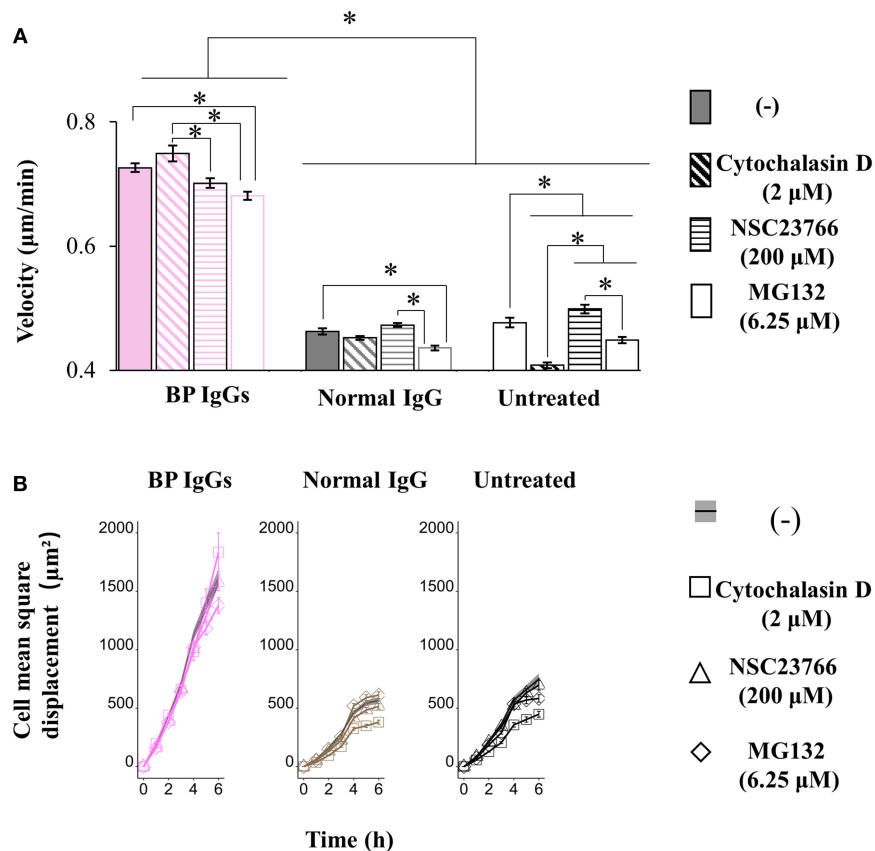 A
*
*
*
*
*
*
*
*
*
0.8
0.6
0.4
Velocity (μm/min)
BP IgGs
Normal IgG
Untreated
(-)
Cytochalasin D
(2 μM)
NSC23766
(200 μM)
MG132
(6.25 μM)
B
BP IgGs
Normal IgG
Untreated
Cell mean square
displacement (μm²)
2000
1500
1000
500
0
0 2 4 6
2000
1500
1000
500
0
0 2 4 6
2000
1500
1000
500
0
0 2 4 6
Time (h)
(-)
Cytochalasin D
(2 μM)
NSC23766
(200 μM)
MG132
(6.25 μM)